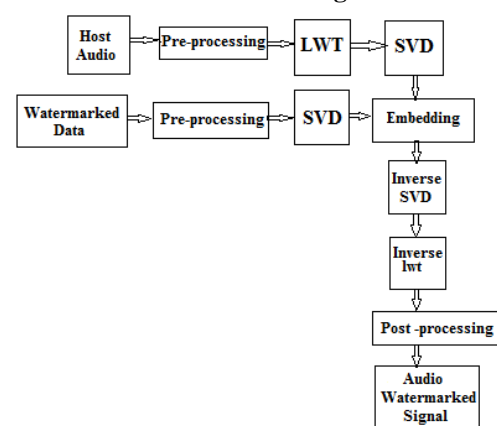 Host
Audio
Pre-processing
LWT
SVD
Watermarked
Data
Pre-processing
SVD
Embedding
Inverse
SVD
Inverse
lwt
Post -processing
Audio
Watermarked
Signal